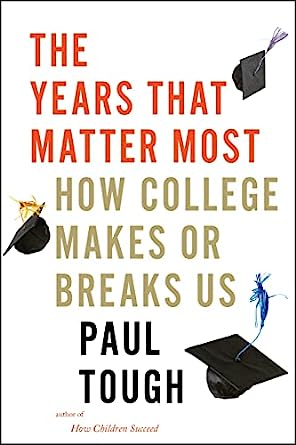 THE
YEARS THAT
MATTER MOST
HOW COLLEGE
MAKES OR
BREAKS US
PAUL
TOUGH
author of
How Children Succeed